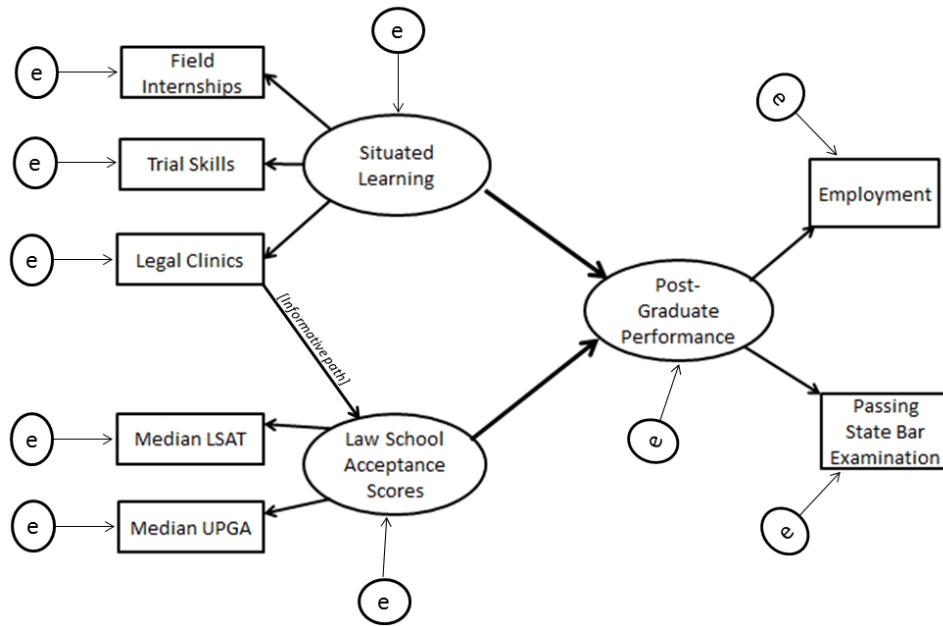 e
Field
Internships
e
Situated
Learning
e
Trial Skills
e
Legal Clinics
[Informative path]
e
Employment
Post-
Graduate
Performance
e
e
Median LSAT
e
Median UPGA
Law School
Acceptance
Scores
e
e
Passing
State Bar
Examination
e